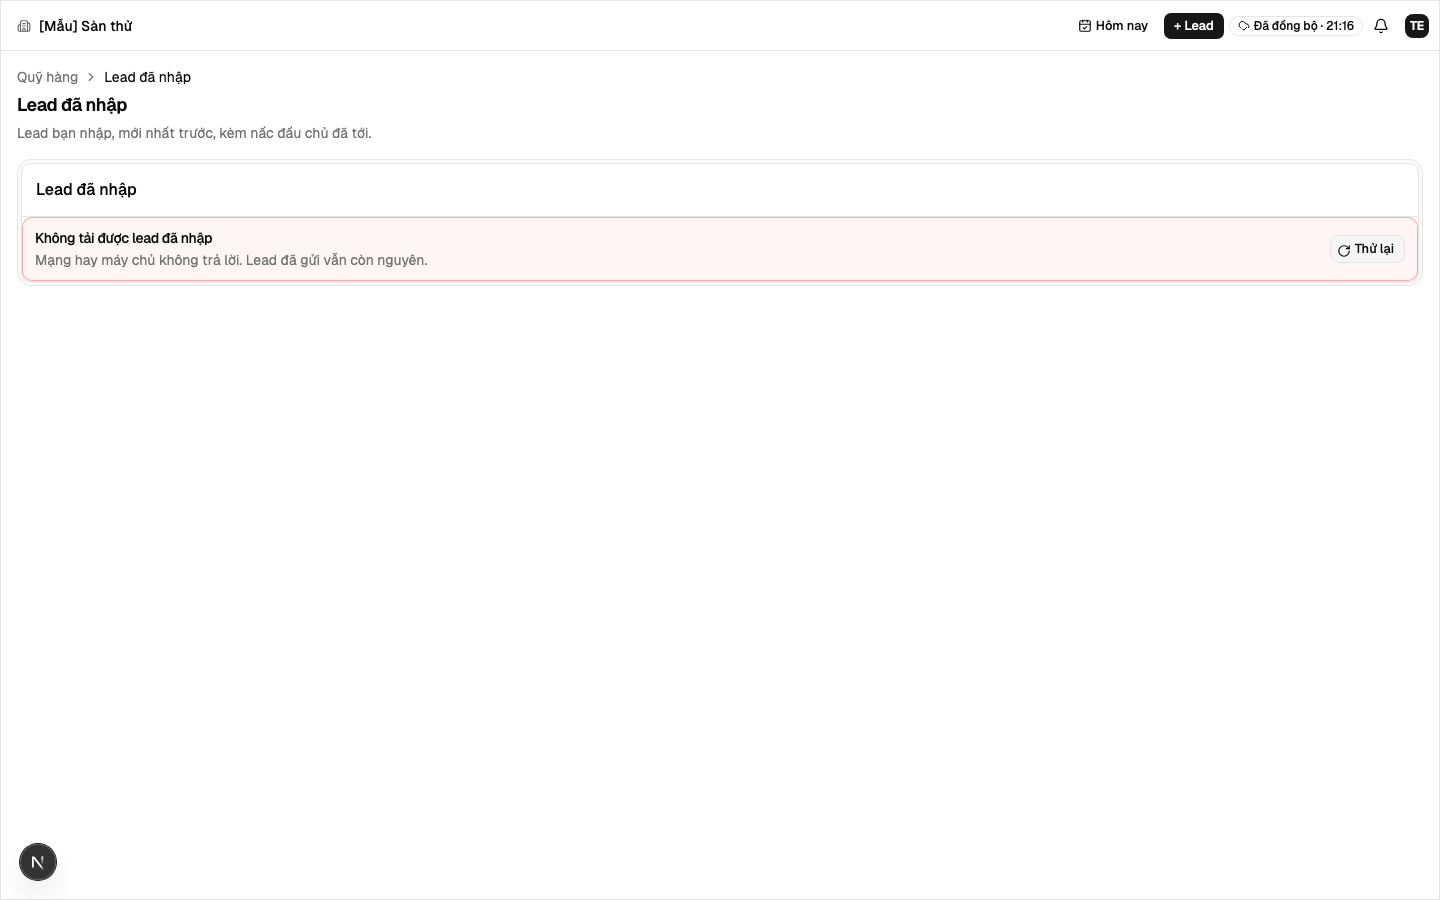 [Mẫu] Sàn thử
Hôm nay
+ Lead
Đã đồng bộ · 21:16
TE
Quỹ hàng > Lead đã nhập
Lead đã nhập
Lead bạn nhập, mới nhất trước, kèm nấc đầu chủ đã tới.
Lead đã nhập
Không tải được lead đã nhập
Mạng hay máy chủ không trả lời. Lead đã gửi vẫn còn nguyên.
Thử lại
N